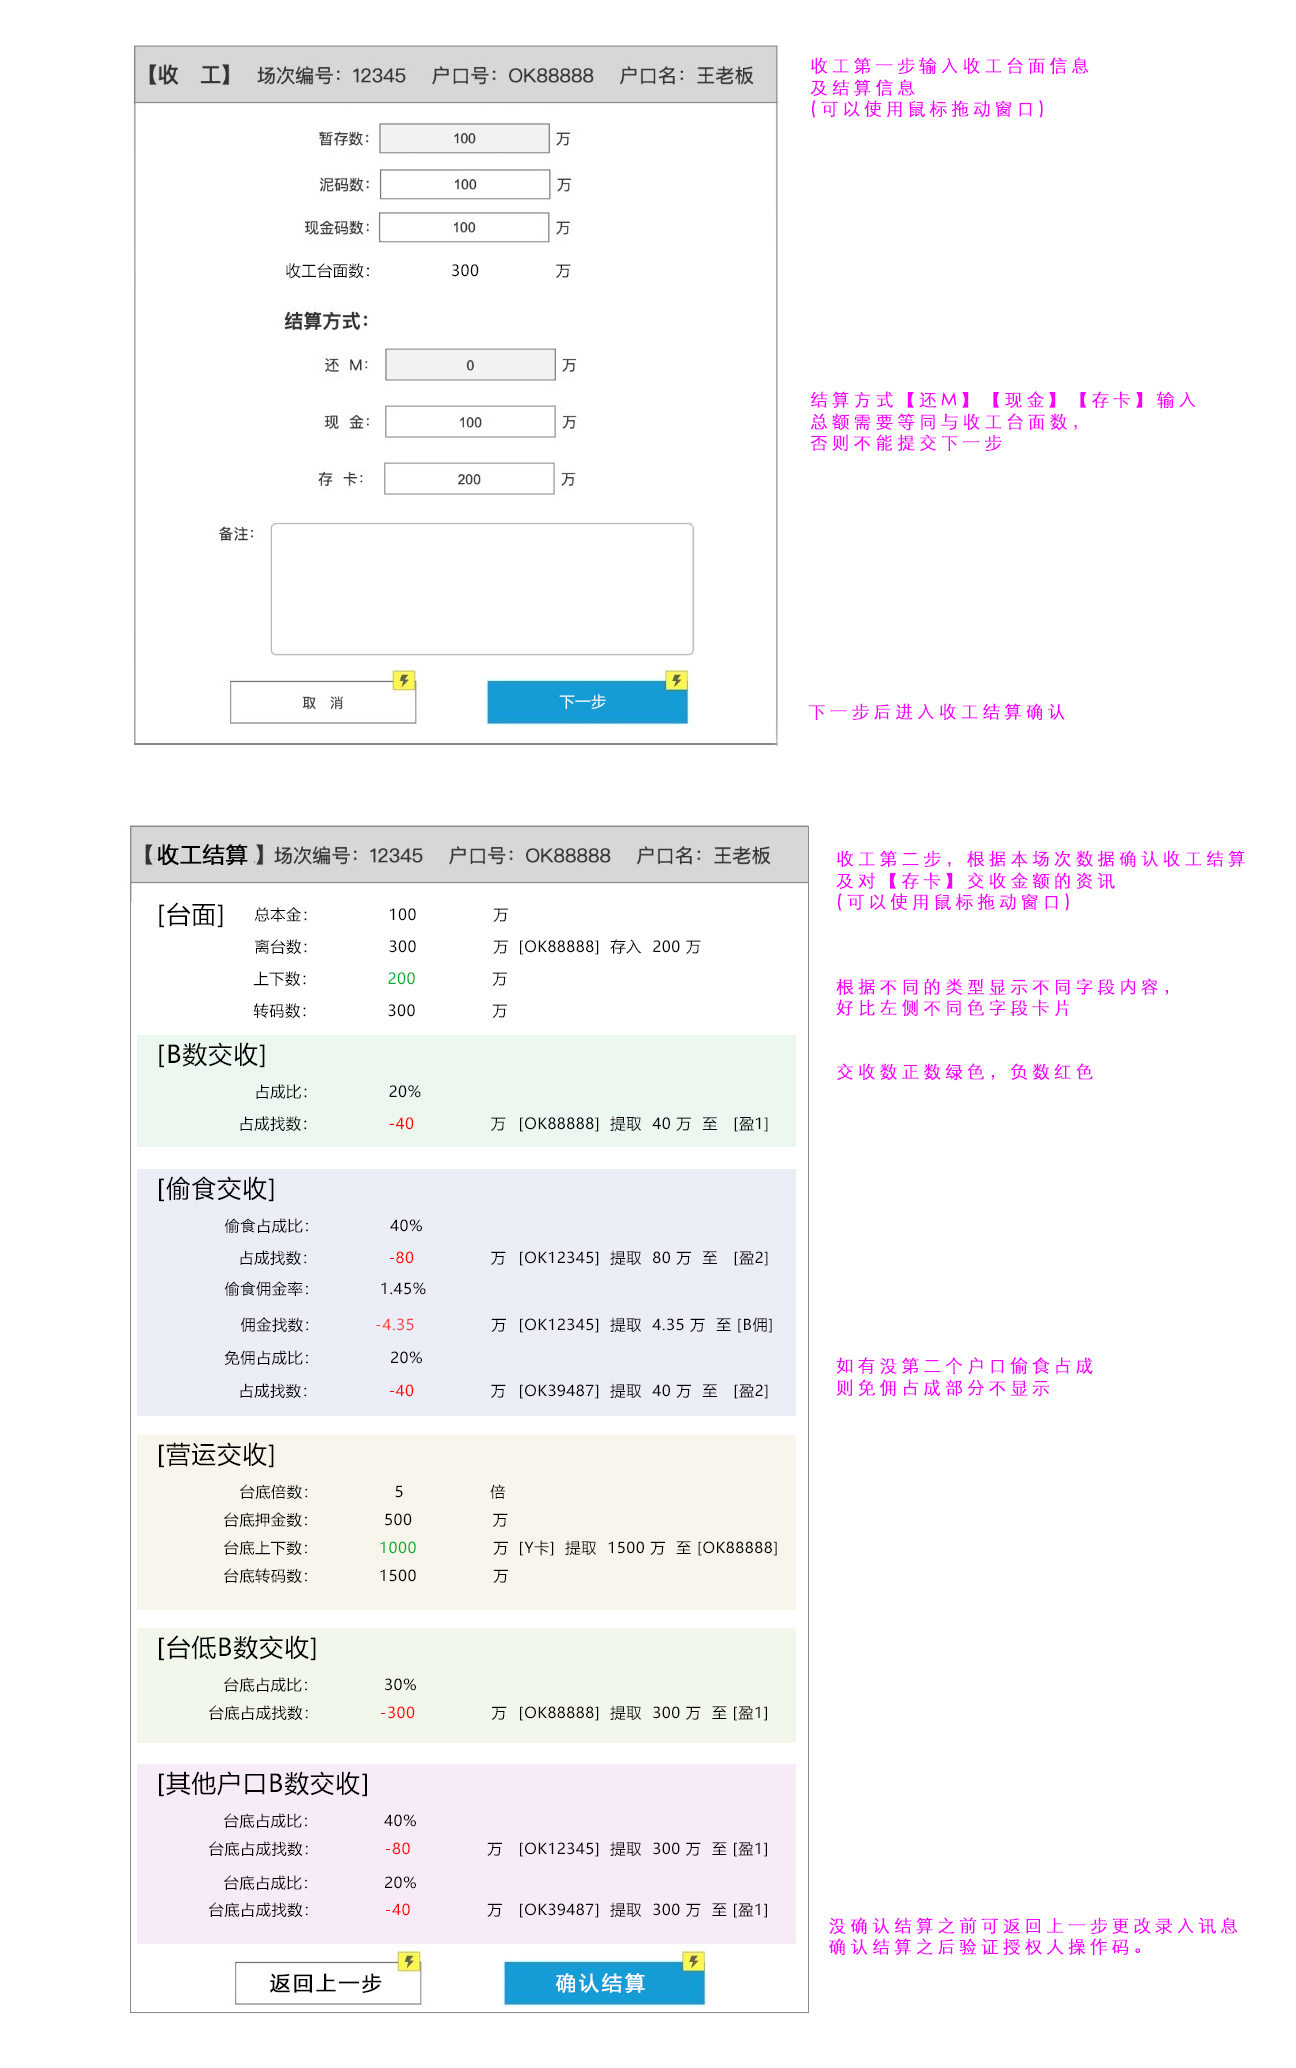 【收 工】 场次编号：12345 户口号：OK88888 户口名：王老板
收工第一步输入收工台面信息
及结算信息
(可以使用鼠标拖动窗口)
暂存数： 100 万
泥码数： 100 万
现金码数： 100 万
收工台面数： 300 万
结算方式：
还 M： 0 万
现 金： 100 万
存 卡： 200 万
结算方式【还M】【现金】【存卡】输入
总额需要等同与收工台面数，
否则不能提交下一步
备注：
取 消
下一步
下一步后进入收工结算确认
【收工结算】场次编号：12345 户口号：OK88888 户口名：王老板
收工第二步，根据本场次数据确认收工结算
及对【存卡】交收金额的资讯
(可以使用鼠标拖动窗口)
[台面] 总本金： 100 万
离台数： 300 万 [OK88888] 存入 200 万
上下数： 200 万
转码数： 300 万
根据不同的类型显示不同字段内容，
好比左侧不同色字段卡片
[B数交收]
占成比： 20%
占成找数： -40 万 [OK88888] 提取 40 万 至 [盈1]
交收数正数绿色，负数红色
[偷食交收]
偷食占成比： 40%
占成找数： -80 万 [OK12345] 提取 80 万 至 [盈2]
偷食佣金率： 1.45%
佣金找数： -4.35 万 [OK12345] 提取 4.35 万 至 [B佣]
免佣占成比： 20%
占成找数： -40 万 [OK39487] 提取 40 万 至 [盈2]
如有没第二个户口偷食占成
则免佣占成部分不显示
[营运交收]
台底倍数： 5 倍
台底押金数： 500 万
台底上下数： 1000 万 [Y卡] 提取 1500 万 至 [OK88888]
台底转码数： 1500 万
[台低B数交收]
台底占成比： 30%
台底占成找数： -300 万 [OK88888] 提取 300 万 至 [盈1]
[其他户口B数交收]
台底占成比： 40%
台底占成找数： -80 万 [OK12345] 提取 300 万 至 [盈1]
台底占成比： 20%
台底占成找数： -40 万 [OK39487] 提取 300 万 至 [盈1]
没确认结算之前可返回上一步更改录入讯息
确认结算之后验证授权人操作码。
返回上一步
确认结算